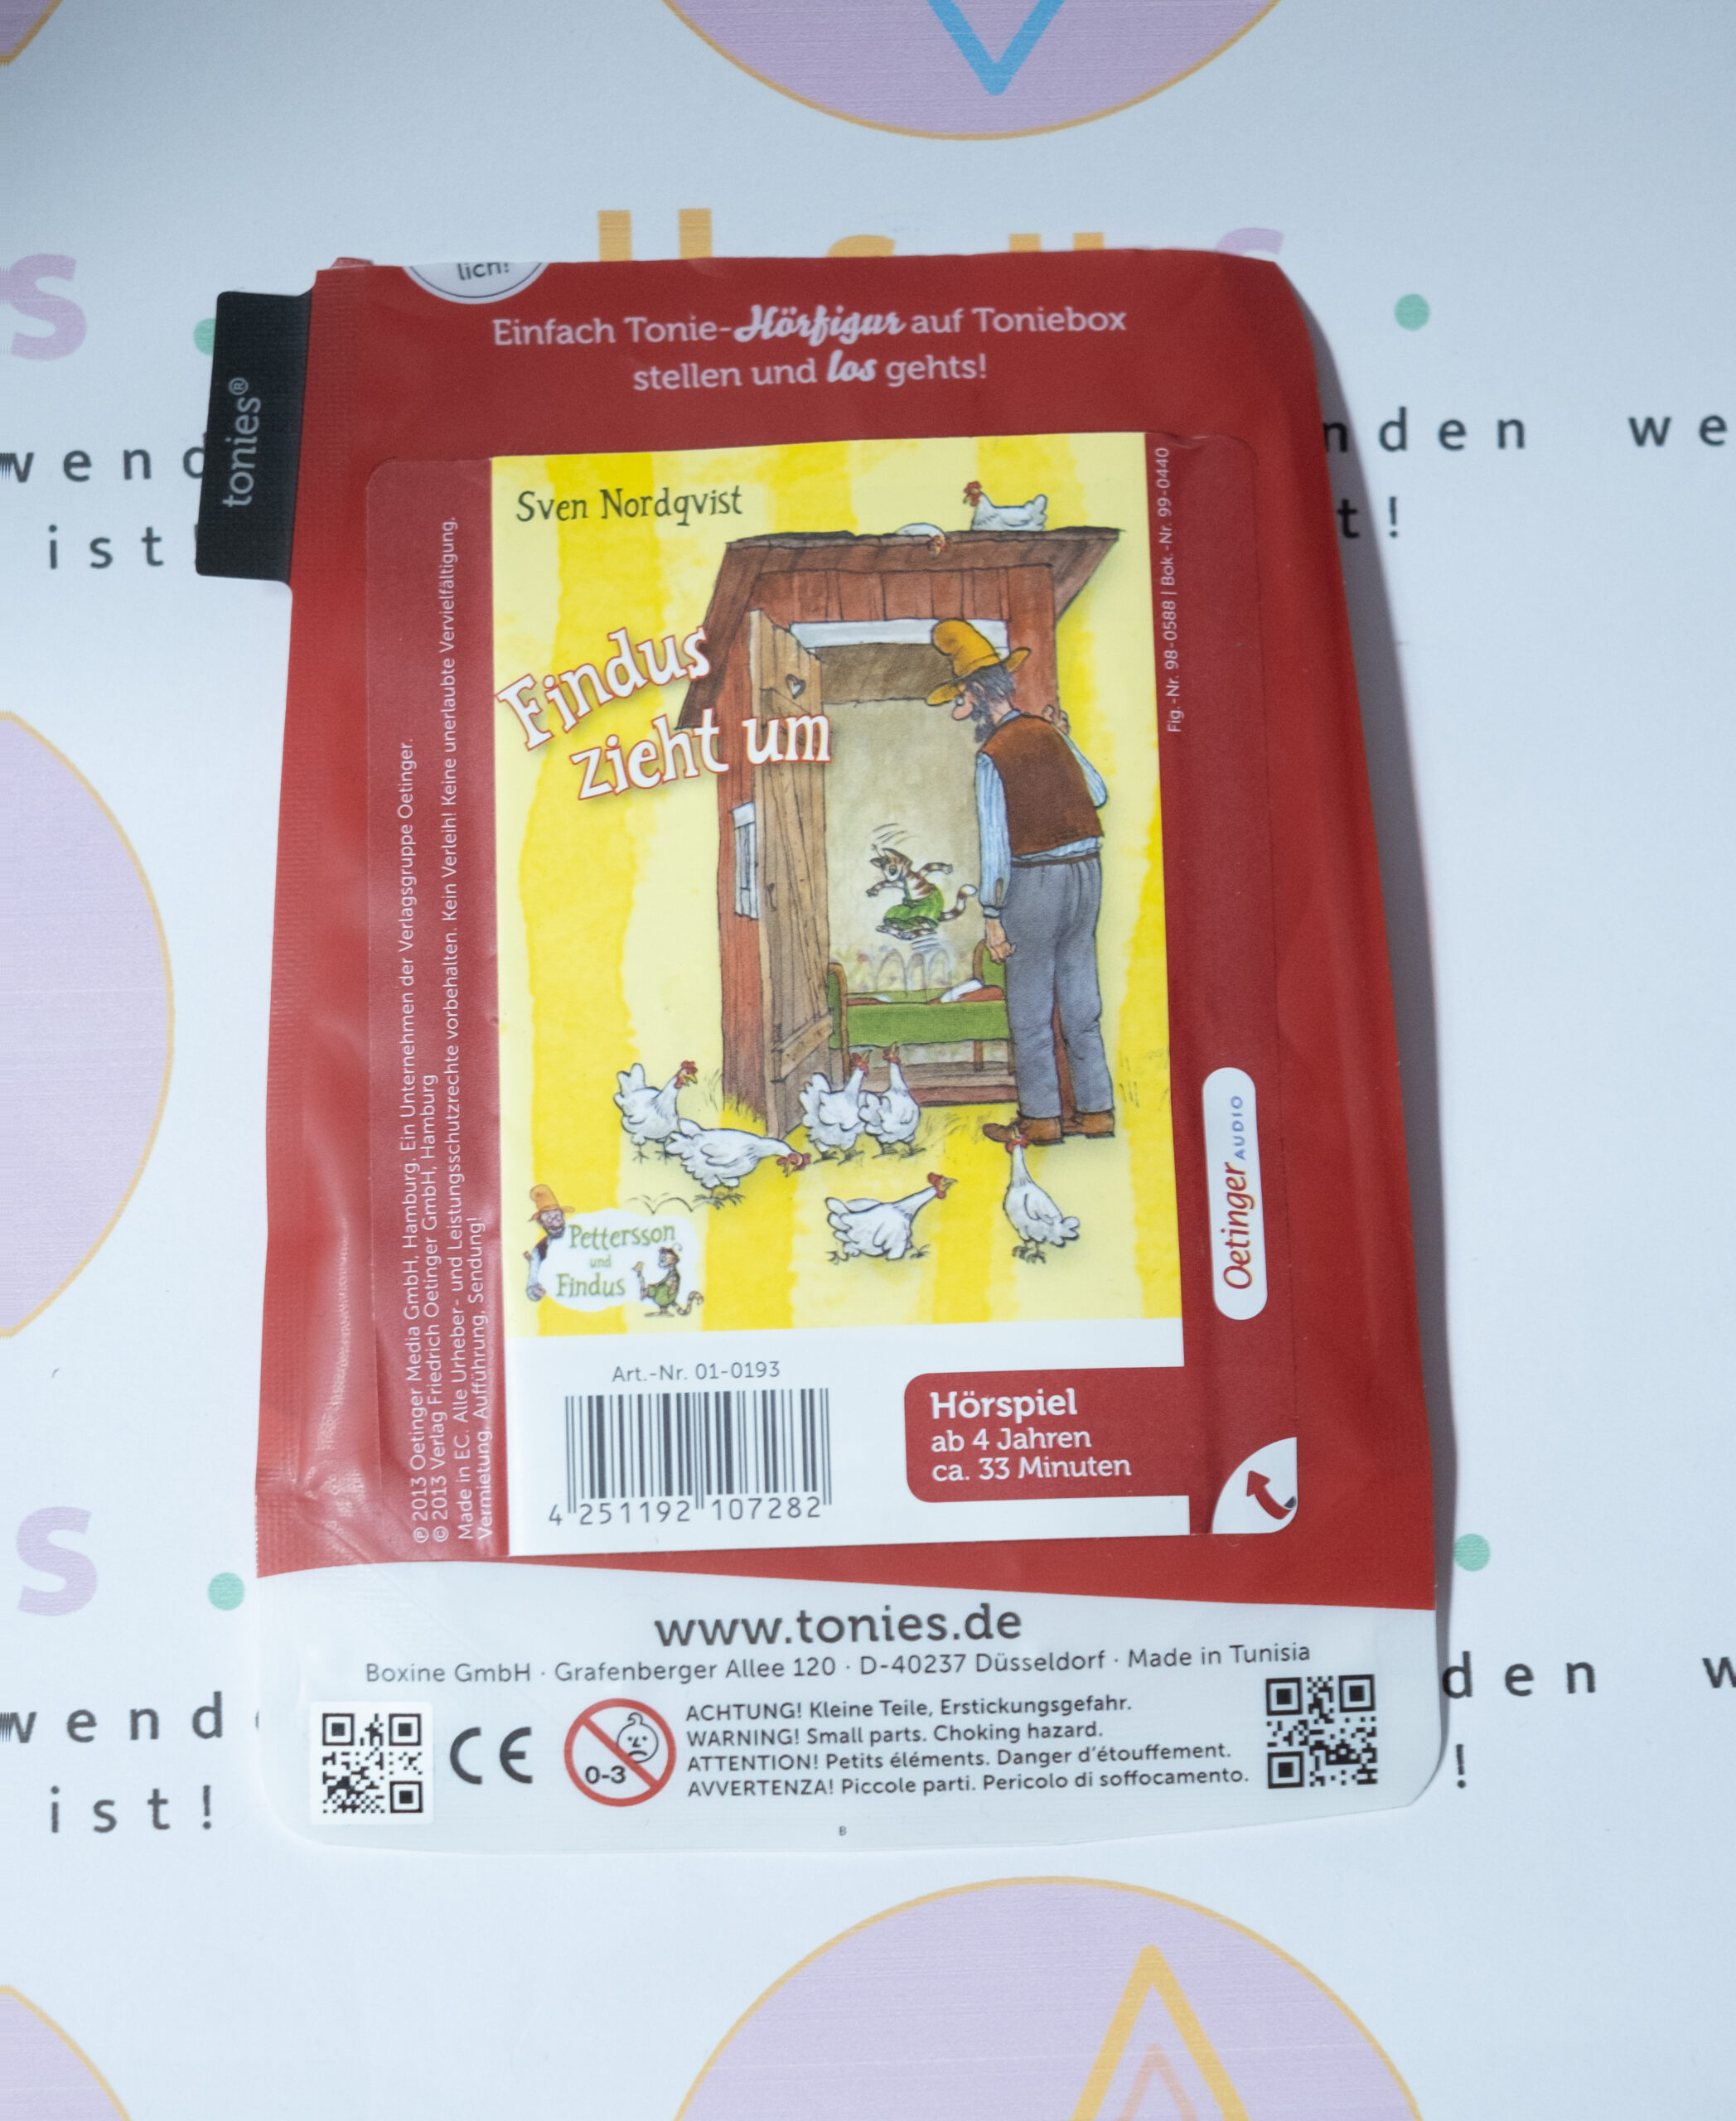 lich!
Einfach Tonie-Hörfigur auf Toniebox
stellen und los gehts!
tonies®
Sven Nordqvist
Findus
zieht um
Fig.-Nr. 98-0588 | Bok.-Nr. 99-0440
℗ 2013 Oetinger Media GmbH, Hamburg. Ein Unternehmen der Verlagsgruppe Oetinger.
© 2013 Verlag Friedrich Oetinger GmbH, Hamburg
Made in EC. Alle Urheber- und Leistungsschutzrechte vorbehalten. Kein Verleih! Keine unerlaubte Vervielfältigung,
Vermietung, Aufführung, Sendung!
Pettersson
und
Findus
Oetinger AUDIO
Art.-Nr. 01-0193
4 251192 107282
Hörspiel
ab 4 Jahren
ca. 33 Minuten
www.tonies.de
Boxine GmbH · Grafenberger Allee 120 · D-40237 Düsseldorf · Made in Tunisia
CE
0-3
ACHTUNG! Kleine Teile, Erstickungsgefahr.
WARNING! Small parts. Choking hazard.
ATTENTION! Petits éléments. Danger d'étouffement.
AVVERTENZA! Piccole parti. Pericolo di soffocamento.
B
s
wend
nden we
ist!
t!
s
wend
den w
ist!
!